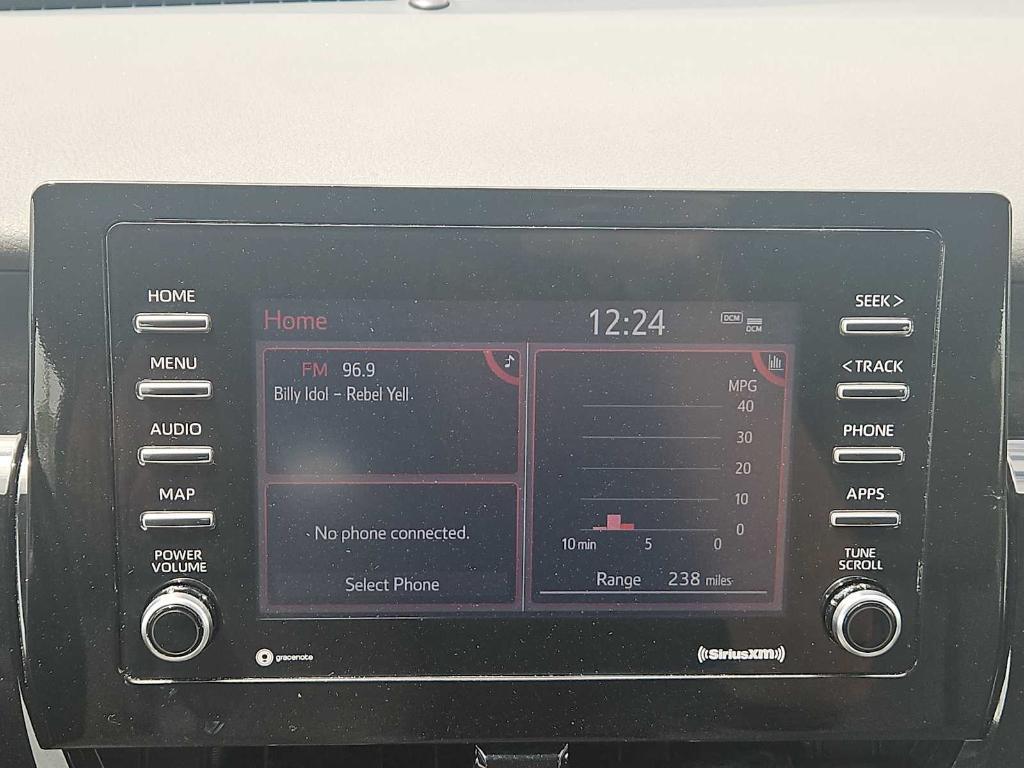 HOME
MENU
AUDIO
MAP
POWER
VOLUME
Home
12:24
DCM
DCM
FM 96.9
Billy Idol - Rebel Yell
No phone connected.
Select Phone
MPG
40
30
20
10
0
10 min 5 0
Range 238 miles
SEEK >
< TRACK
PHONE
APPS
TUNE
SCROLL
gracenote
((SiriusXM))